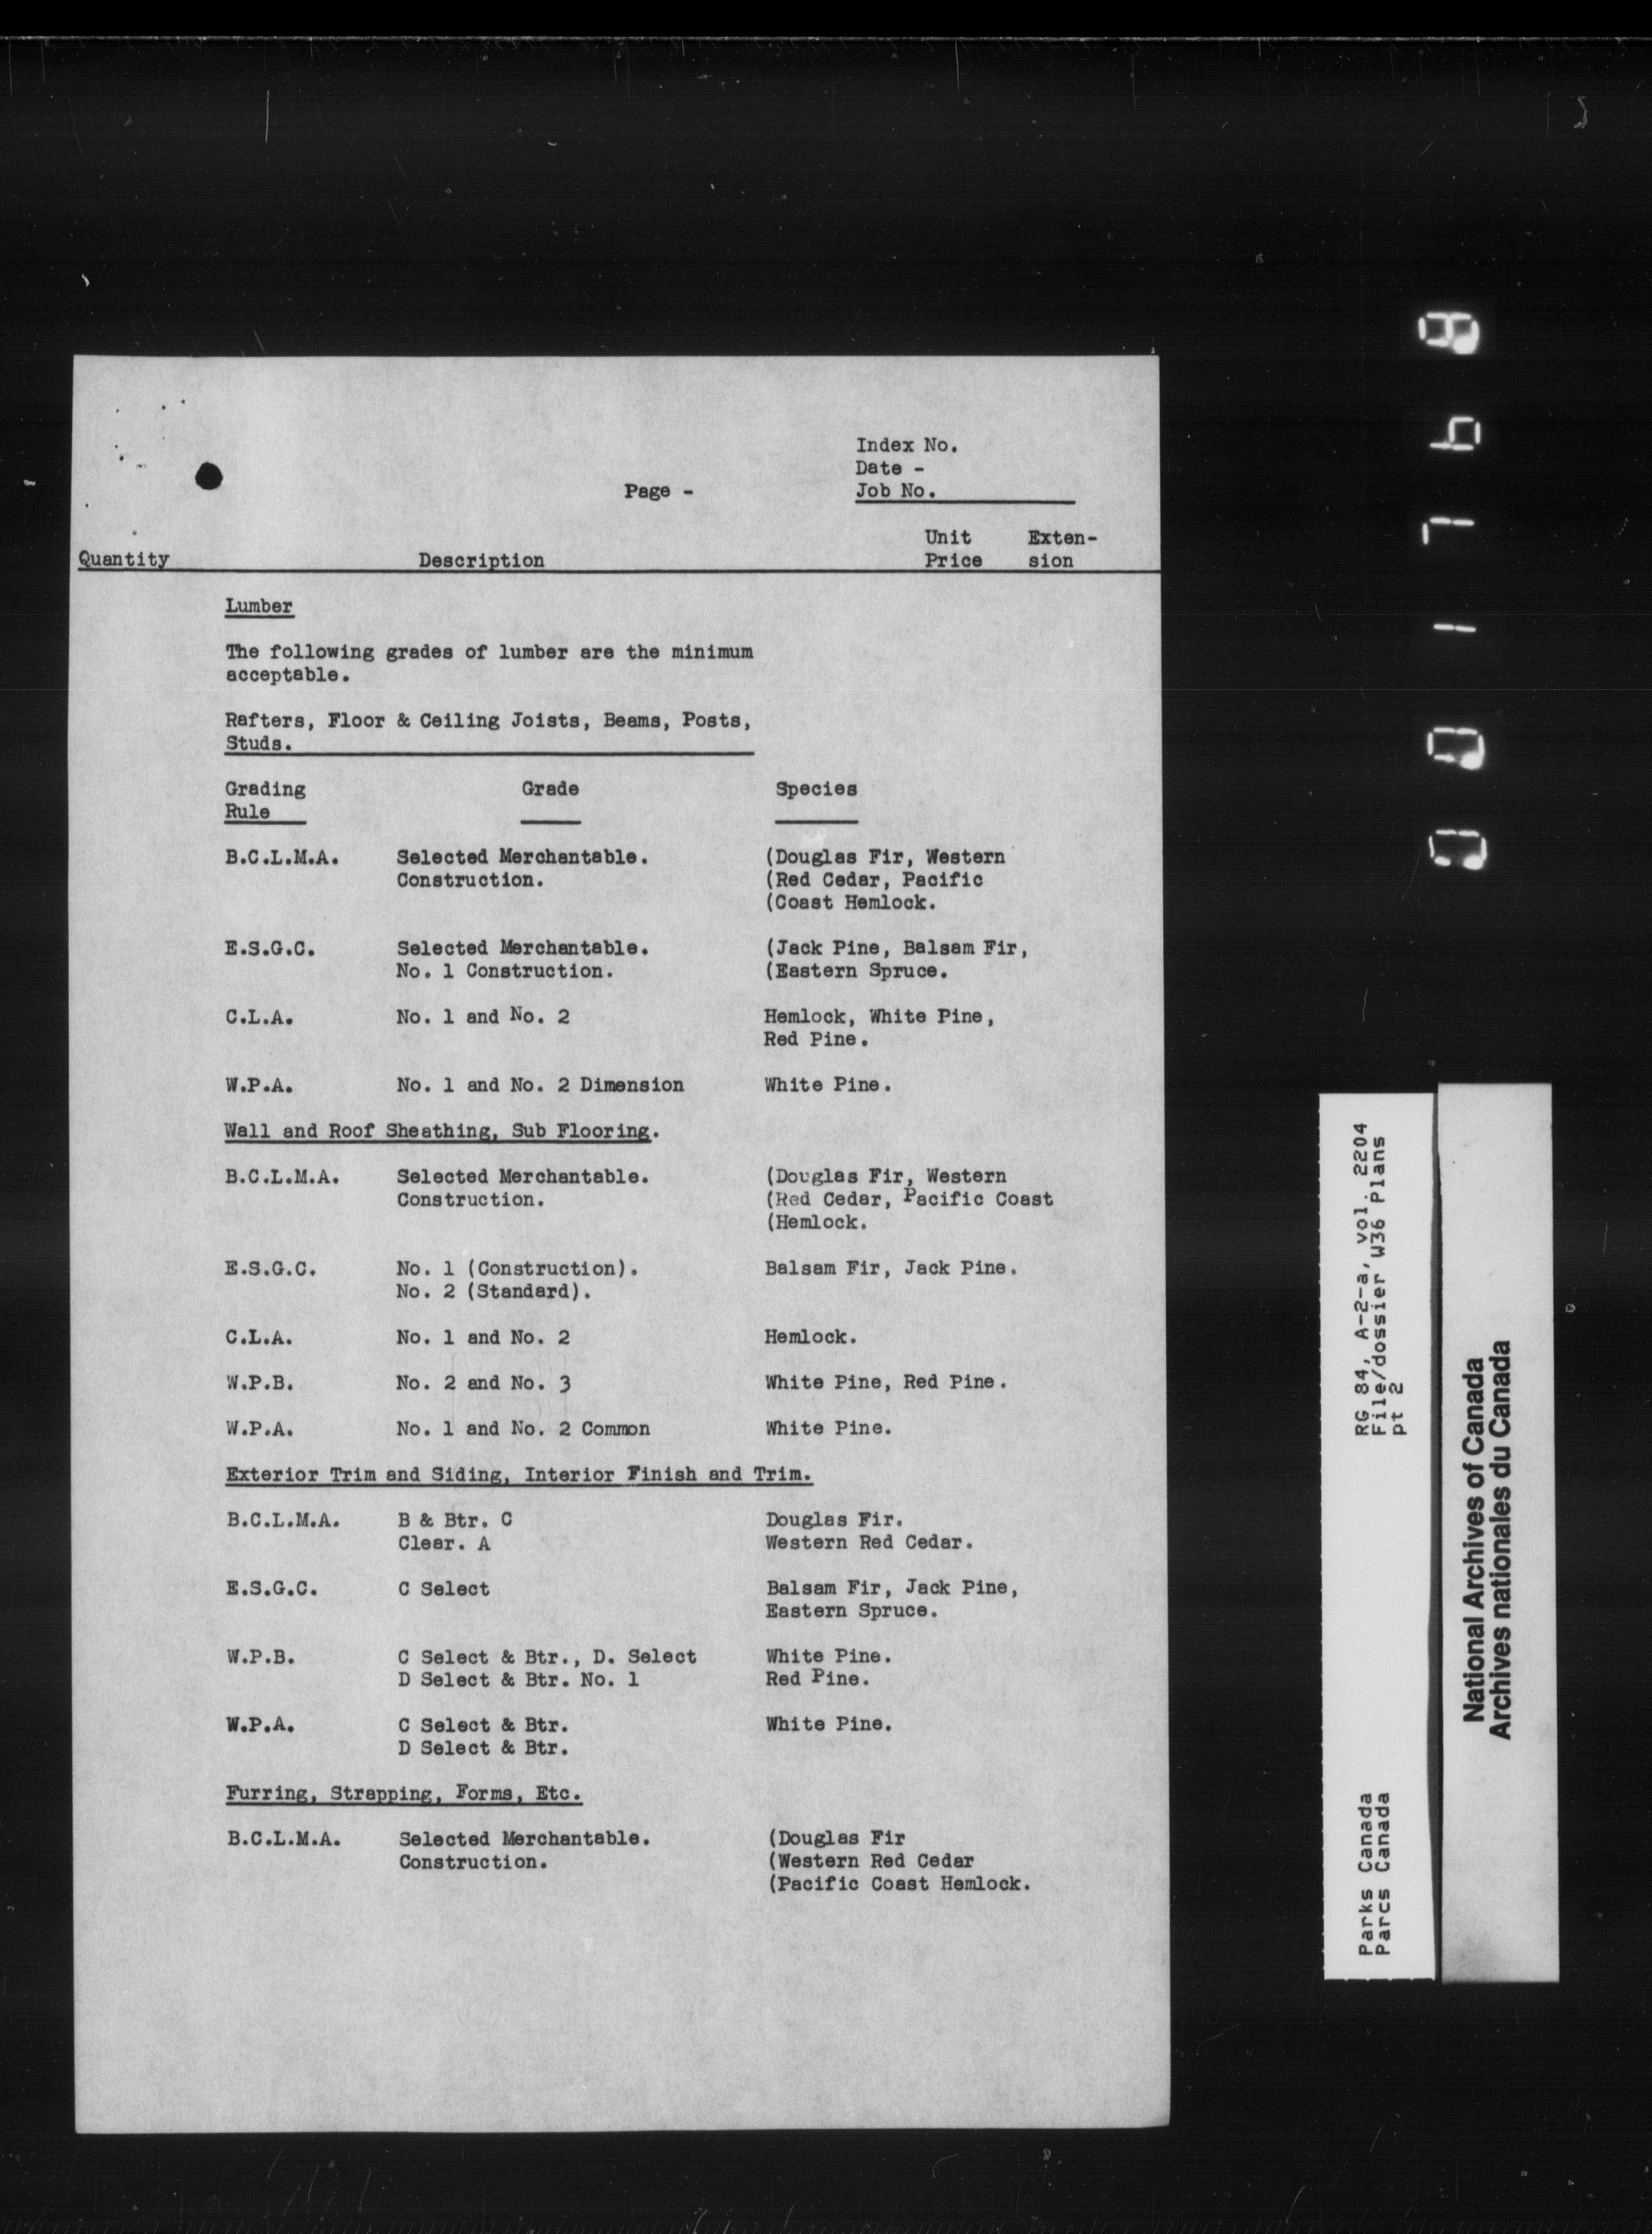 Index No.
Date -
Page - Job No.
Unit Exten-
Quantity Description Price sion
Lumber
The following grades of lumber are the minimum
acceptable.
Rafters, Floor & Ceiling Joists, Beams, Posts,
Studs.
Grading Grade Species
Rule
B.C.L.M.A. Selected Merchantable. (Douglas Fir, Western
Construction. (Red Cedar, Pacific
(Coast Hemlock.
E.S.G.C. Selected Merchantable. (Jack Pine, Balsam Fir,
No. 1 Construction. (Eastern Spruce.
C.L.A. No. 1 and No. 2 Hemlock, White Pine,
Red Pine.
W.P.A. No. 1 and No. 2 Dimension White Pine.
Wall and Roof Sheathing, Sub Flooring.
B.C.L.M.A. Selected Merchantable. (Douglas Fir, Western
Construction. (Red Cedar, Pacific Coast
(Hemlock.
E.S.G.C. No. 1 (Construction). Balsam Fir, Jack Pine.
No. 2 (Standard).
C.L.A. No. 1 and No. 2 Hemlock.
W.P.B. No. 2 and No. 3 White Pine, Red Pine.
W.P.A. No. 1 and No. 2 Common White Pine.
Exterior Trim and Siding, Interior Finish and Trim.
B.C.L.M.A. B & Btr. C Douglas Fir.
Clear. A Western Red Cedar.
E.S.G.C. C Select Balsam Fir, Jack Pine,
Eastern Spruce.
W.P.B. C Select & Btr., D. Select White Pine.
D Select & Btr. No. 1 Red Pine.
W.P.A. C Select & Btr. White Pine.
D Select & Btr.
Furring, Strapping, Forms, Etc.
B.C.L.M.A. Selected Merchantable. (Douglas Fir
Construction. (Western Red Cedar
(Pacific Coast Hemlock.
Parks Canada RG 84, A-2-a, vol. 2204
Parcs Canada File/dossier W36 Plans
pt 2
National Archives of Canada
Archives nationales du Canada